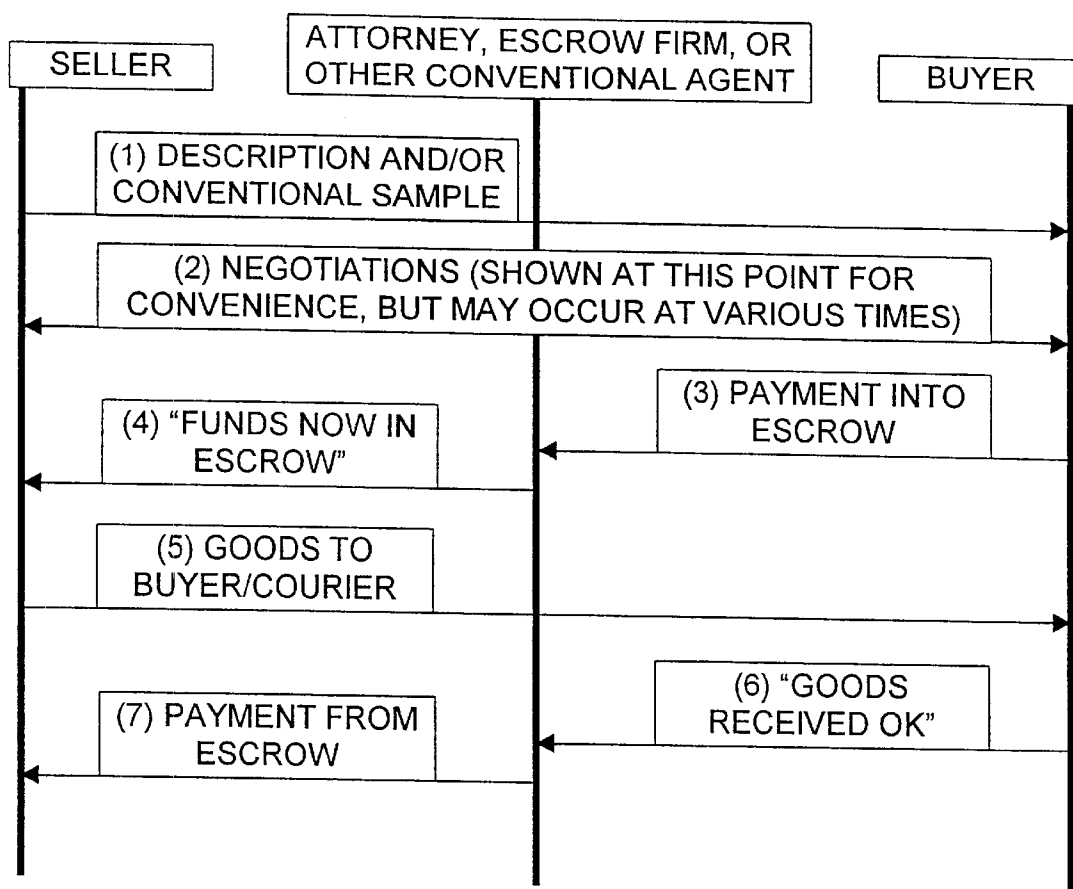 SELLER
ATTORNEY, ESCROW FIRM, OR
OTHER CONVENTIONAL AGENT
BUYER
(1) DESCRIPTION AND/OR
CONVENTIONAL SAMPLE
(2) NEGOTIATIONS (SHOWN AT THIS POINT FOR
CONVENIENCE, BUT MAY OCCUR AT VARIOUS TIMES)
(3) PAYMENT INTO
ESCROW
(4) “FUNDS NOW IN
ESCROW”
(5) GOODS TO
BUYER/COURIER
(6) “GOODS
RECEIVED OK”
(7) PAYMENT FROM
ESCROW